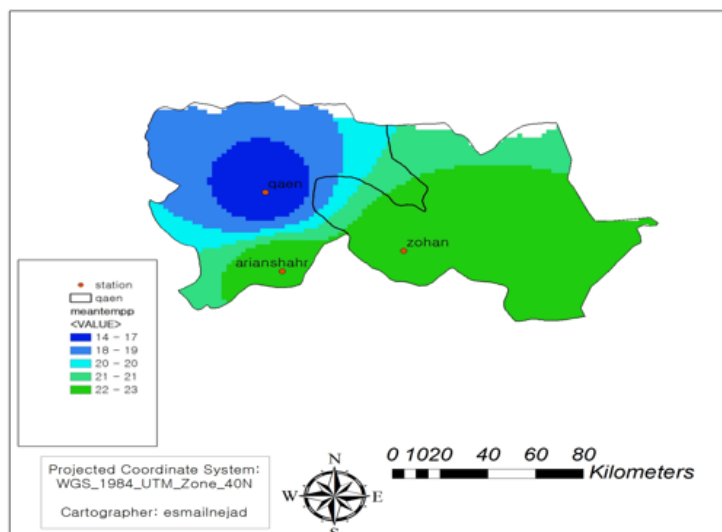 qaen
zohan
arianshahr
station
qaen
meantempp
<VALUE>
14 - 17
18 - 19
20 - 20
21 - 21
22 - 23
Projected Coordinate System:
WGS_1984_UTM_Zone_40N
Cartographer: esmailnejad
N
W E
S
0 1020 40 60 80
Kilometers